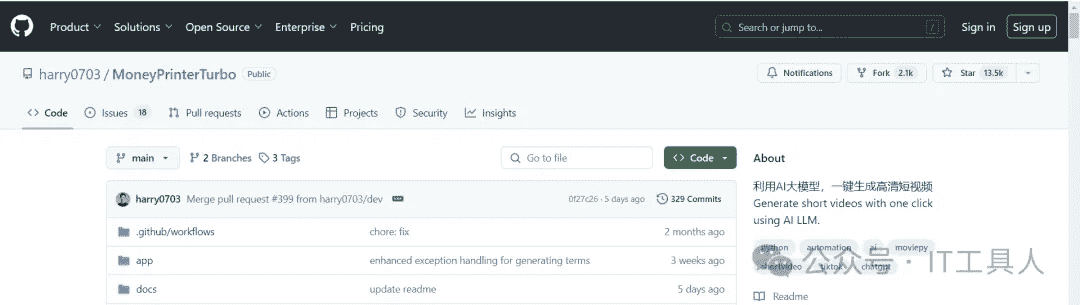 Product Solutions Open Source Enterprise Pricing Search or jump to... / Sign in Sign up
harry0703 / MoneyPrinterTurbo Public Notifications Fork 2.1k Star 13.5k
Code Issues 18 Pull requests Actions Projects Security Insights
main 2 Branches 3 Tags Go to file Code About
harry0703 Merge pull request #399 from harry0703/dev 0f27c26 · 5 days ago 329 Commits
利用AI大模型，一键生成高清短视频
Generate short videos with one click
using AI LLM.
.github/workflows chore: fix 2 months ago
app enhanced exception handling for generating terms 3 weeks ago
python automation ai moviepy
shortvideo tiktok chatgpt
公众号 · IT工具人
docs update readme 5 days ago
Readme